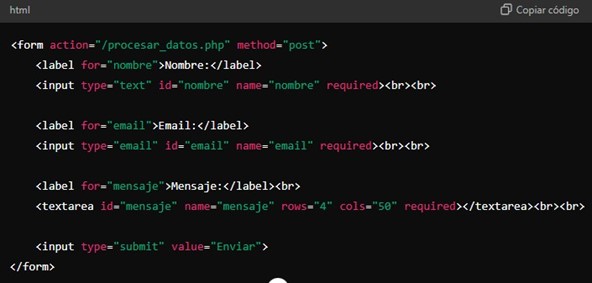 html
Copiar código
<form action="/procesar_datos.php" method="post">
<label for="nombre">Nombre:</label>
<input type="text" id="nombre" name="nombre" required><br><br>
<label for="email">Email:</label>
<input type="email" id="email" name="email" required><br><br>
<label for="mensaje">Mensaje:</label><br>
<textarea id="mensaje" name="mensaje" rows="4" cols="50" required></textarea><br><br>
<input type="submit" value="Enviar">
</form>